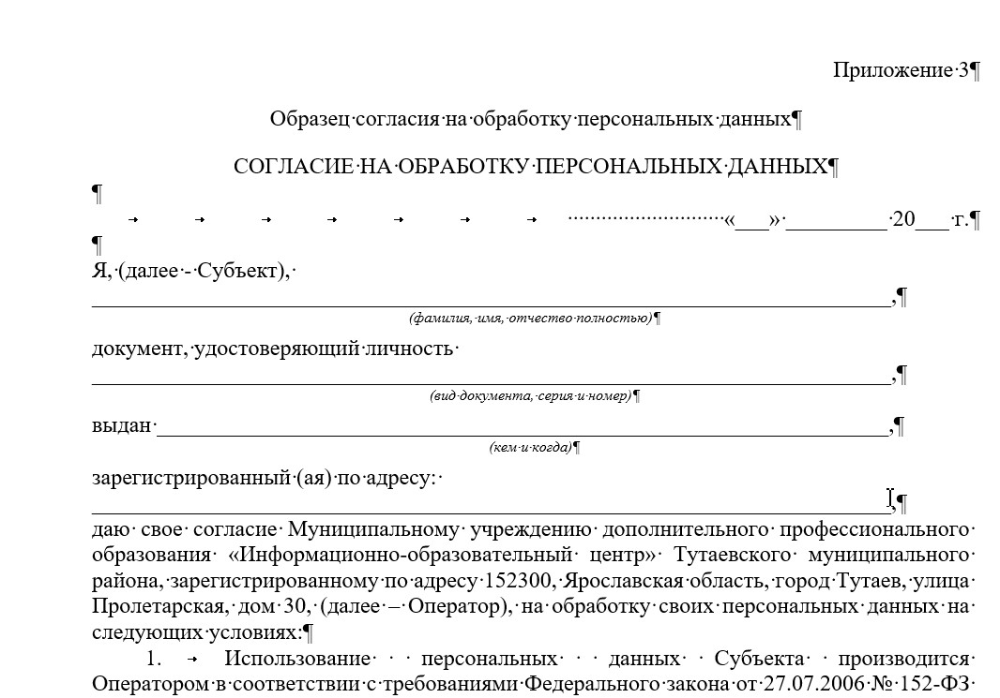 Приложение 3
Образец согласия на обработку персональных данных
СОГЛАСИЕ НА ОБРАБОТКУ ПЕРСОНАЛЬНЫХ ДАННЫХ
«___» _________ 20___ г.
Я, (далее - Субъект),
_______________________________________________________________________,
(фамилия, имя, отчество полностью)
документ, удостоверяющий личность
_______________________________________________________________________,
(вид документа, серия и номер)
выдан _________________________________________________________________,
(кем и когда)
зарегистрированный (ая) по адресу:
_______________________________________________________________________,
даю свое согласие Муниципальному учреждению дополнительного профессионального
образования «Информационно-образовательный центр» Тутаевского муниципального
района, зарегистрированному по адресу 152300, Ярославская область, город Тутаев, улица
Пролетарская, дом 30, (далее – Оператор), на обработку своих персональных данных на
следующих условиях:
1. Использование персональных данных Субъекта производится
Оператором в соответствии с требованиями Федерального закона от 27.07.2006 № 152-ФЗ